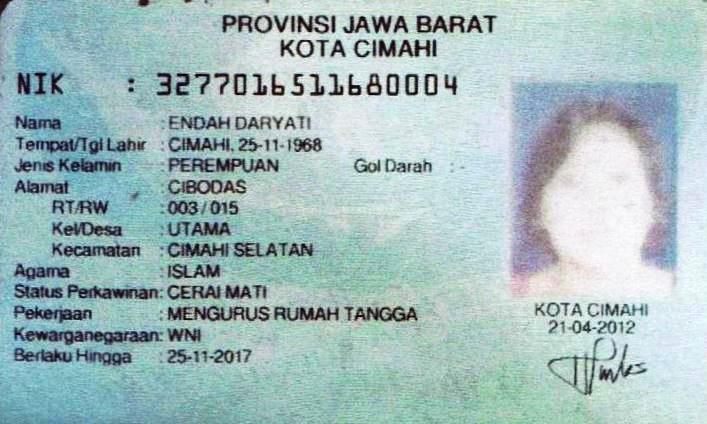 PROVINSI JAWA BARAT
KOTA CIMAHI
NIK : 3277016511680004
Nama : ENDAH DARYATI
Tempat/Tgl Lahir : CIMAHI, 25-11-1968
Jenis Kelamin : PEREMPUAN Gol Darah : -
Alamat : CIBODAS
RT/RW : 003 / 015
Kel/Desa : UTAMA
Kecamatan : CIMAHI SELATAN
Agama : ISLAM
Status Perkawinan: CERAI MATI
Pekerjaan : MENGURUS RUMAH TANGGA
Kewarganegaraan: WNI
Berlaku Hingga : 25-11-2017
KOTA CIMAHI
21-04-2012